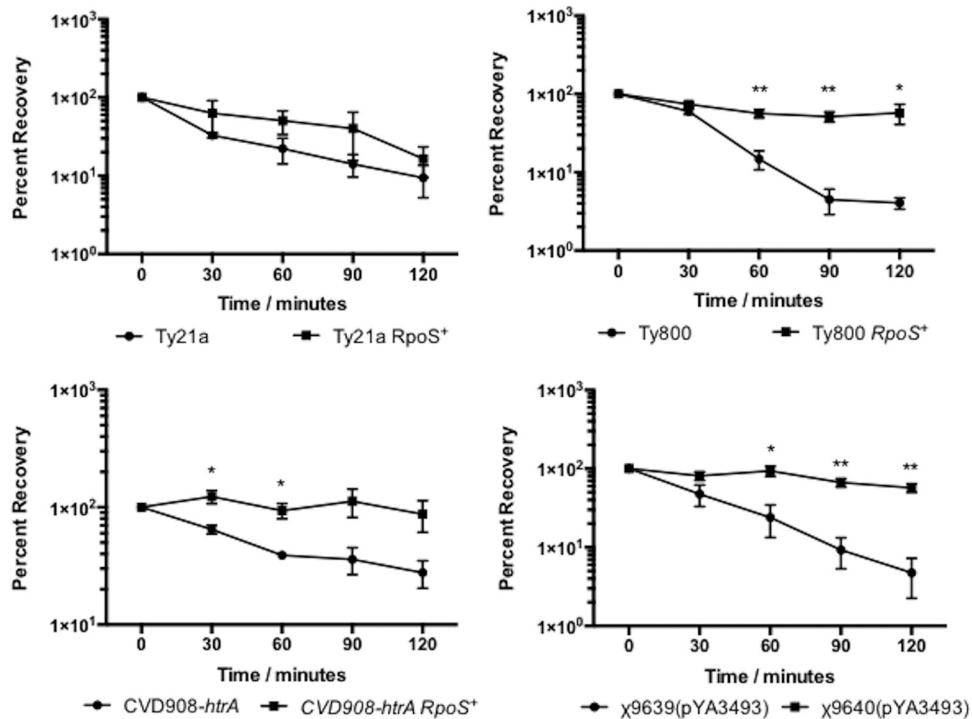 1×10³
1×10²
1×10¹
1×10⁰
Percent Recovery
0 30 60 90 120
Time / minutes
Ty21a Ty21a RpoS⁺
1×10³
1×10²
1×10¹
1×10⁰
Percent Recovery
** ** *
0 30 60 90 120
Time / minutes
Ty800 Ty800 RpoS⁺
1×10³
1×10²
1×10¹
Percent Recovery
* *
0 30 60 90 120
Time / minutes
CVD908-htrA CVD908-htrA RpoS⁺
1×10³
1×10²
1×10¹
1×10⁰
Percent Recovery
* ** **
0 30 60 90 120
Time / minutes
χ9639(pYA3493) χ9640(pYA3493)